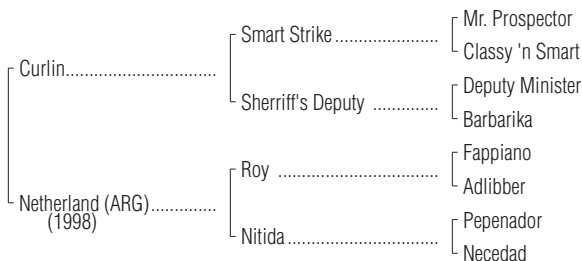 Mr. Prospector
Smart Strike
Classy 'n Smart
Curlin
Deputy Minister
Sherriff's Deputy
Barbarika
Fappiano
Roy
Adlibber
Netherland (ARG)
(1998)
Pepenador
Nitida
Necedad